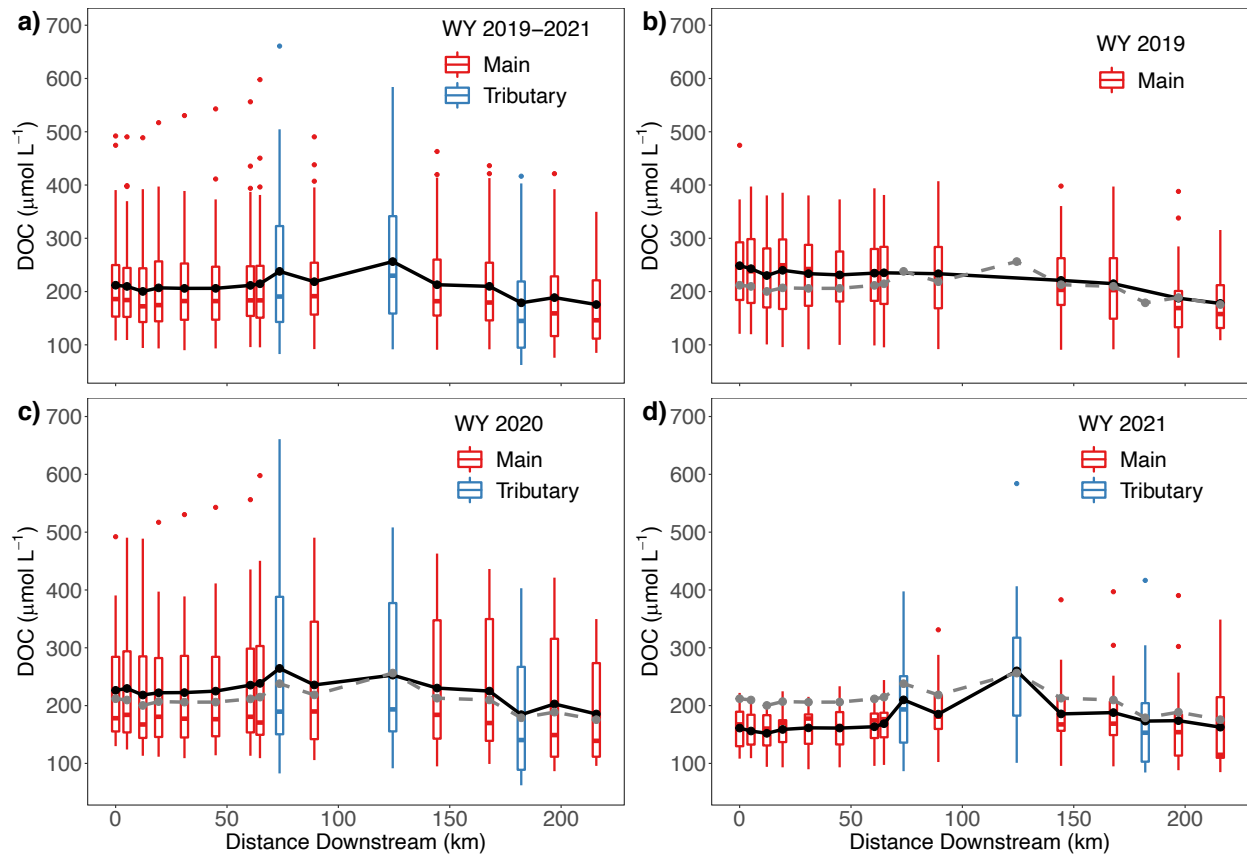 a)
WY 2019−2021
Main
Tributary
700
600
500
400
300
200
100
DOC (μmol L⁻¹)
b)
WY 2019
Main
700
600
500
400
300
200
100
DOC (μmol L⁻¹)
c)
WY 2020
Main
Tributary
700
600
500
400
300
200
100
DOC (μmol L⁻¹)
0 50 100 150 200
Distance Downstream (km)
d)
WY 2021
Main
Tributary
700
600
500
400
300
200
100
DOC (μmol L⁻¹)
0 50 100 150 200
Distance Downstream (km)